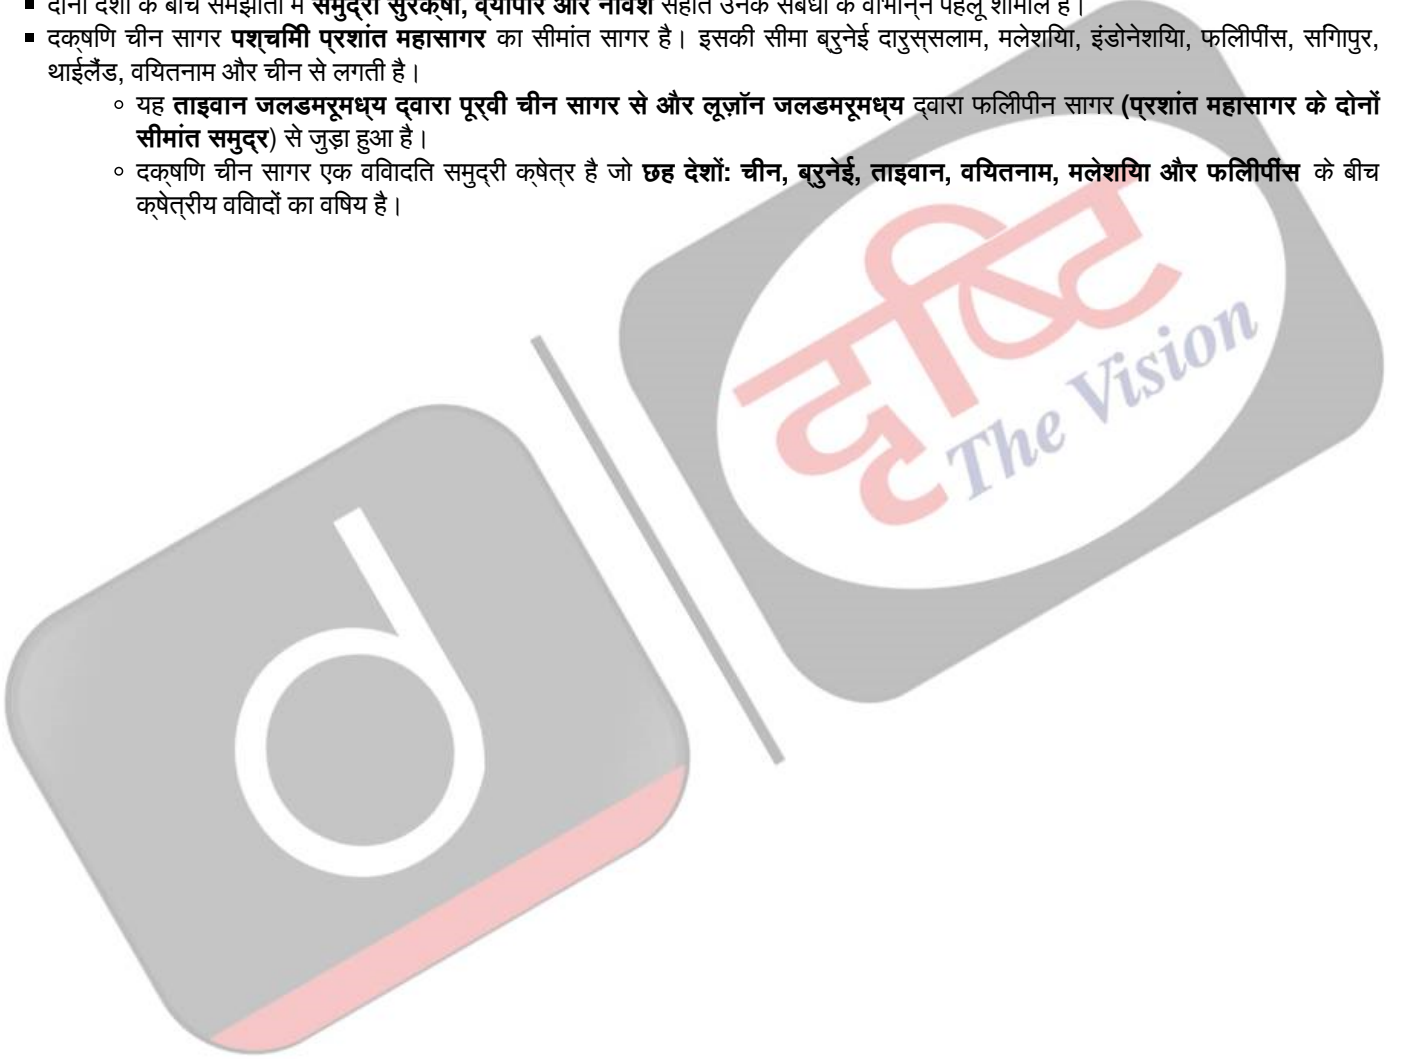 दोनों देशों के बीच समझौतों में समुद्री सुरक्षा, व्यापार और निवेश सहित उनके संबंधों के विभिन्न पहलू शामिल हैं।
दक्षिण चीन सागर पश्चिमी प्रशांत महासागर का सीमांत सागर है। इसकी सीमा ब्रुनेई दारुस्सलाम, मलेशिया, इंडोनेशिया, फिलीपींस, सिंगापुर,
थाईलैंड, वियतनाम और चीन से लगती है।
यह ताइवान जलडमरूमध्य द्वारा पूर्वी चीन सागर से और लूज़ॉन जलडमरूमध्य द्वारा फिलीपीन सागर (प्रशांत महासागर के दोनों
सीमांत समुद्र) से जुड़ा हुआ है।
दक्षिण चीन सागर एक विवादित समुद्री क्षेत्र है जो छह देशों: चीन, ब्रुनेई, ताइवान, वियतनाम, मलेशिया और फिलीपींस के बीच
क्षेत्रीय विवादों का विषय है।
दृष्टि
The Vision
d